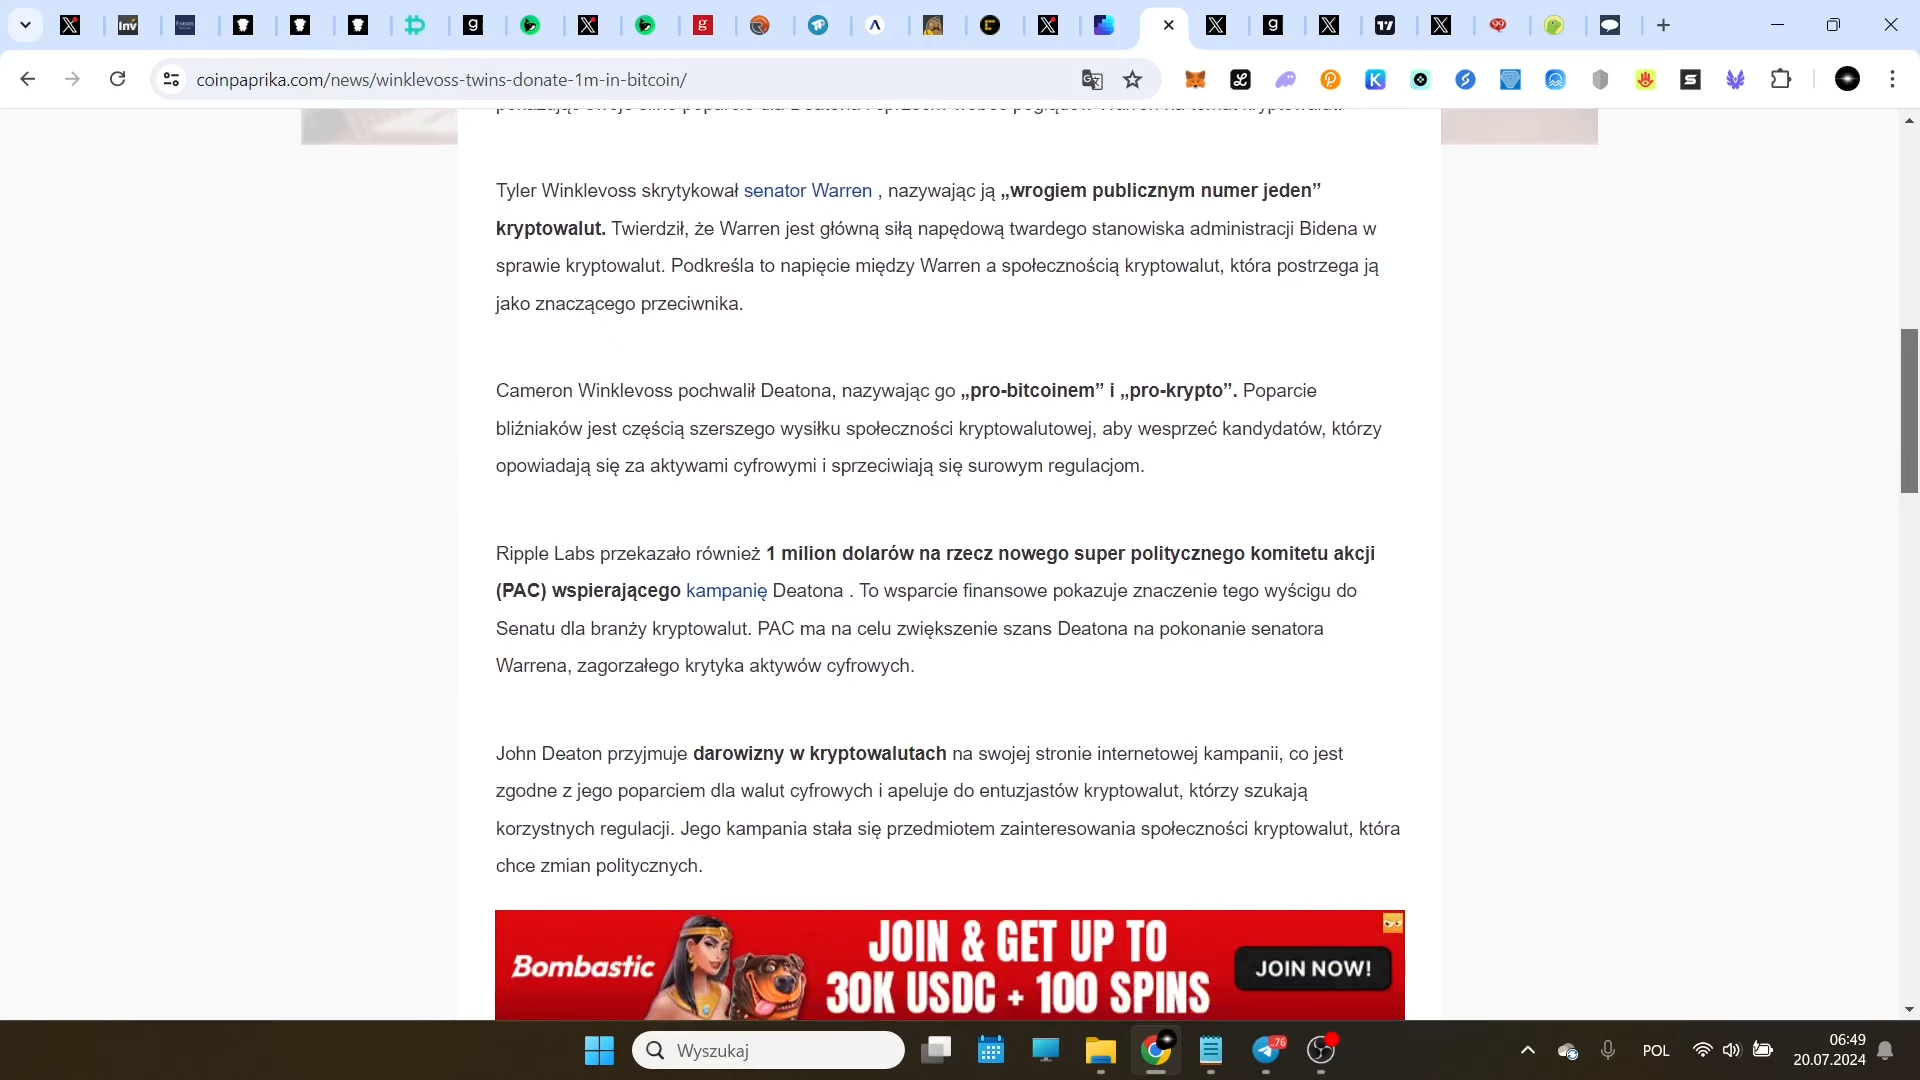 coinpaprika.com/news/winklevoss-twins-donate-1m-in-bitcoin/
Tyler Winklevoss skrytykował senator Warren , nazywając ją „wrogiem publicznym numer jeden”
kryptowalut. Twierdził, że Warren jest główną siłą napędową twardego stanowiska administracji Bidena w
sprawie kryptowalut. Podkreśla to napięcie między Warren a społecznością kryptowalut, która postrzega ją
jako znaczącego przeciwnika.
Cameron Winklevoss pochwalił Deatona, nazywając go „pro-bitcoinem” i „pro-krypto”. Poparcie
bliźniaków jest częścią szerszego wysiłku społeczności kryptowalutowej, aby wesprzeć kandydatów, którzy
opowiadają się za aktywami cyfrowymi i sprzeciwiają się surowym regulacjom.
Ripple Labs przekazało również 1 milion dolarów na rzecz nowego super politycznego komitetu akcji
(PAC) wspierającego kampanię Deatona . To wsparcie finansowe pokazuje znaczenie tego wyścigu do
Senatu dla branży kryptowalut. PAC ma na celu zwiększenie szans Deatona na pokonanie senatora
Warrena, zagorzałego krytyka aktywów cyfrowych.
John Deaton przyjmuje darowizny w kryptowalutach na swojej stronie internetowej kampanii, co jest
zgodne z jego poparciem dla walut cyfrowych i apeluje do entuzjastów kryptowalut, którzy szukają
korzystnych regulacji. Jego kampania stała się przedmiotem zainteresowania społeczności kryptowalut, która
chce zmian politycznych.
Bombastic
JOIN & GET UP TO
30K USDC + 100 SPINS
JOIN NOW!
Wyszukaj
POL
06:49
20.07.2024